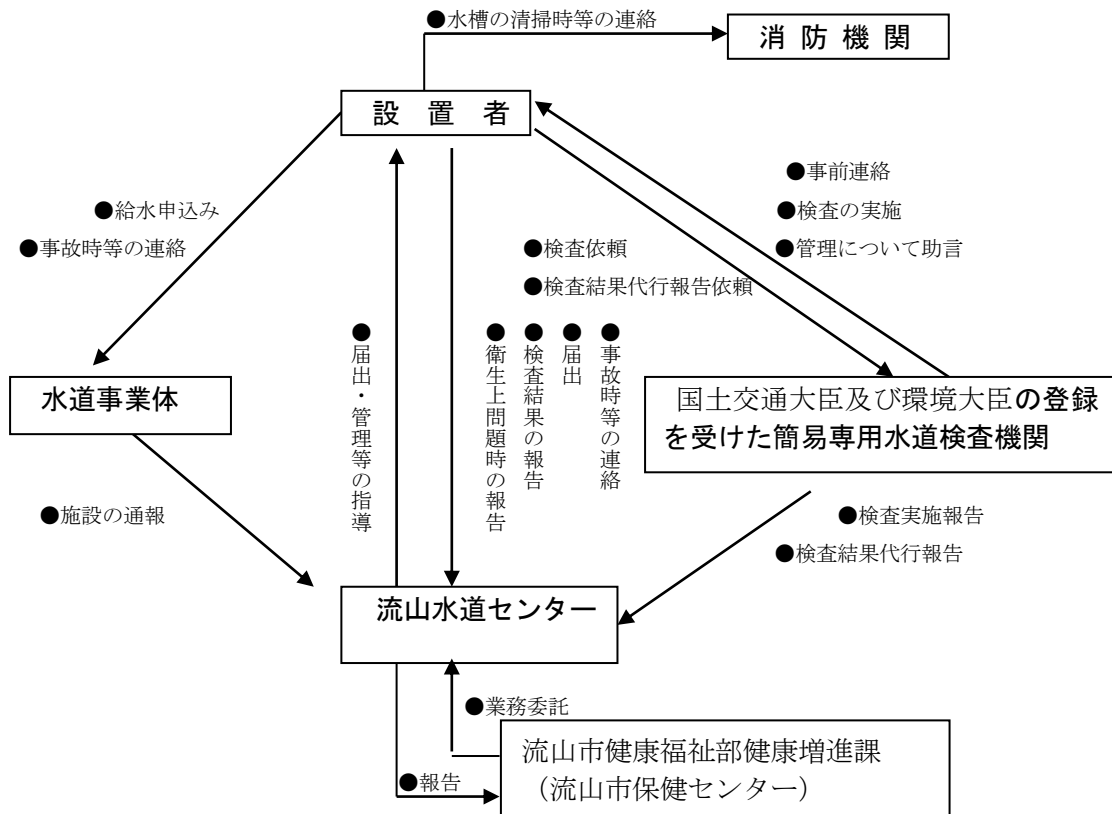 ●水槽の清掃時等の連絡
消 防 機 関
設 置 者
●事前連絡
●検査の実施
●管理について助言
●給水申込み
●事故時等の連絡
●検査依頼
●検査結果代行報告依頼
●届出・管理等の指導
●衛生上問題時の報告
●検査結果の報告
●届出
●事故時等の連絡
水道事業体
国土交通大臣及び環境大臣の登録
を受けた簡易専用水道検査機関
●施設の通報
●検査実施報告
●検査結果代行報告
流山水道センター
●業務委託
流山市健康福祉部健康増進課
（流山市保健センター）
●報告